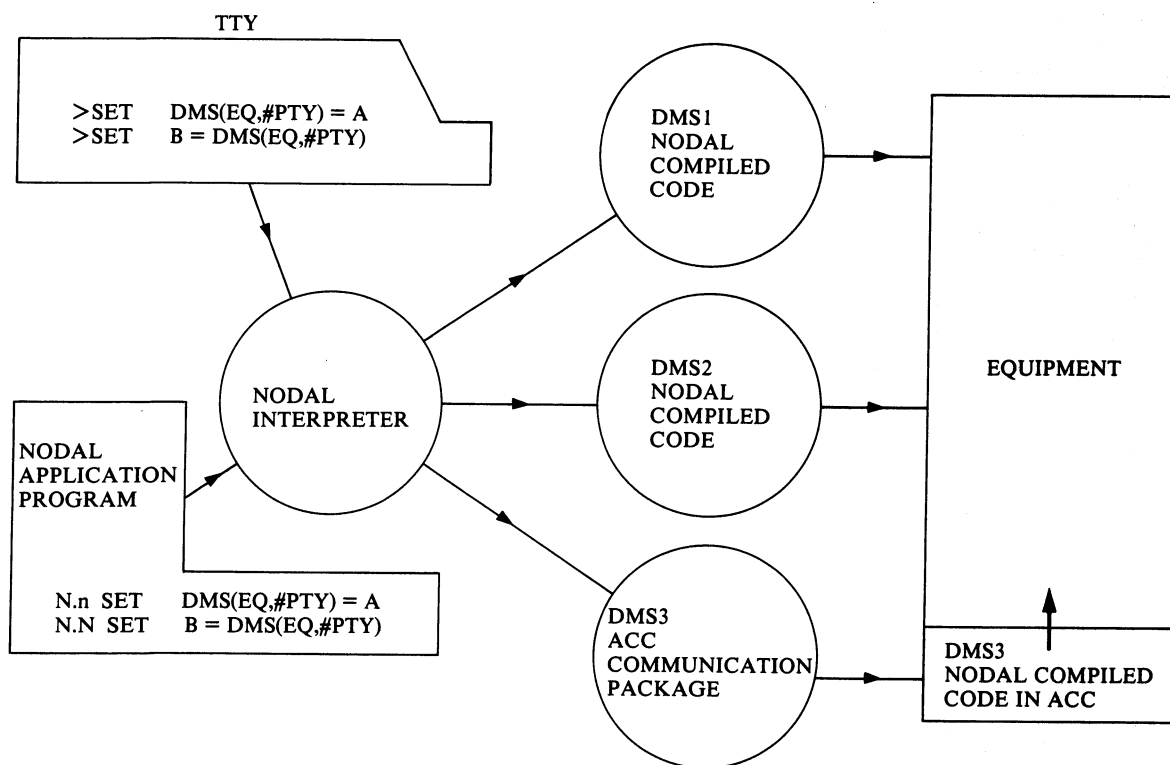 TTY
>SET DMS(EQ,#PTY) = A
>SET B = DMS(EQ,#PTY)
DMS1
NODAL
COMPILED
CODE
NODAL
INTERPRETER
DMS2
NODAL
COMPILED
CODE
EQUIPMENT
NODAL
APPLICATION
PROGRAM
N.n SET DMS(EQ,#PTY) = A
N.N SET B = DMS(EQ,#PTY)
DMS3
ACC
COMMUNICATION
PACKAGE
DMS3
NODAL COMPILED
CODE IN ACC